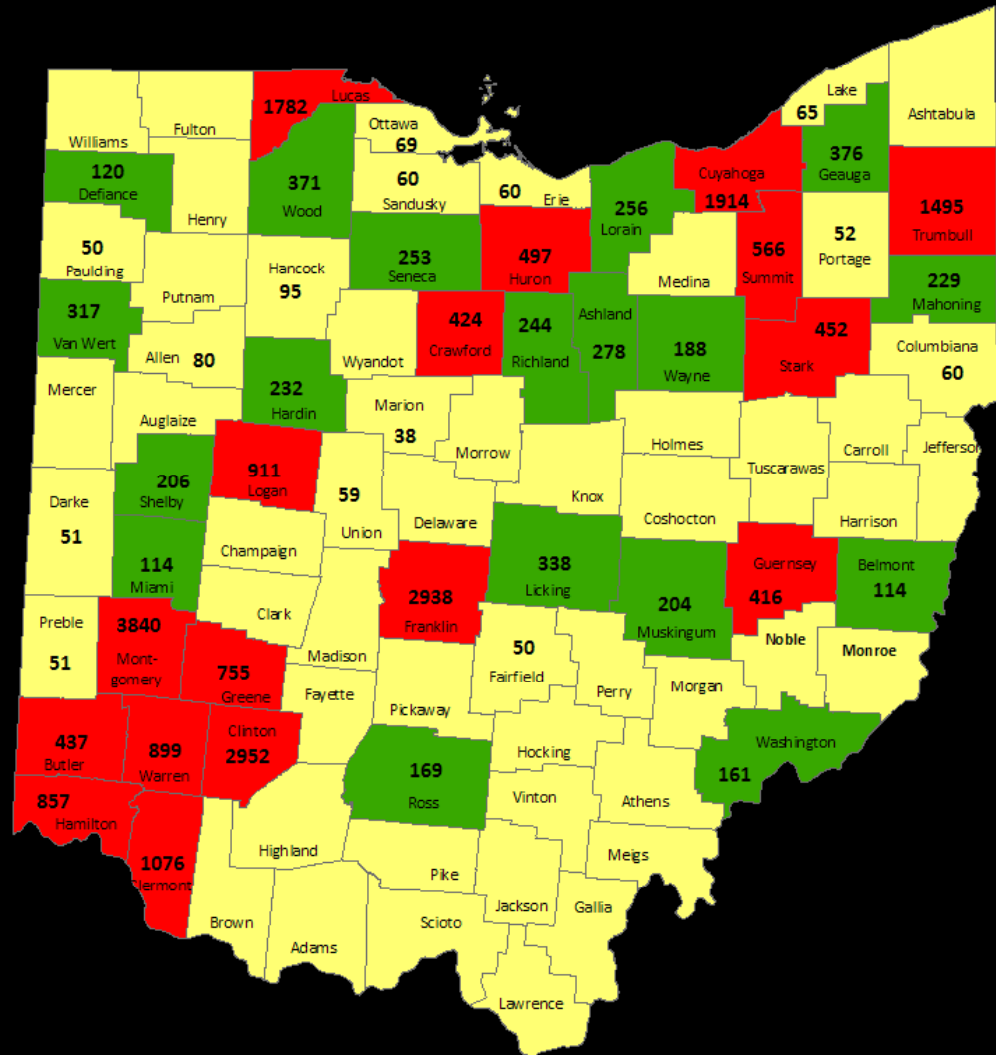 Lucas
1782
Lake
65
Ashtabula
Ottawa
69
Fulton
Williams
376
Geauga
120
Defiance
371
Wood
60
Sandusky
60
Erie
Cuyahoga
1914
256
Lorain
1495
Trumbull
Henry
50
Paulding
253
Seneca
497
Huron
566
Summit
52
Portage
Hancock
95
Medina
229
Mahoning
Putnam
317
Van Wert
424
Crawford
244
Richland
Ashland
278
188
Wayne
452
Stark
Columbiana
60
Allen 80
Wyandot
Mercer
232
Hardin
Marion
38
Auglaize
Morrow
Holmes
Carroll
Jefferson
Tuscarawas
911
Logan
206
Shelby
59
Union
Knox
Darke
51
Delaware
Coshocton
Harrison
Champaign
114
Miami
338
Licking
Guernsey
416
Belmont
114
2938
Franklin
204
Muskingum
Clark
Preble
51
3840
Mont-
gomery
Noble
Monroe
50
Fairfield
Madison
755
Greene
Fayette
Perry
Morgan
Pickaway
437
Butler
899
Warren
Clinton
2952
Hocking
Washington
161
169
Ross
Vinton
Athens
857
Hamilton
Highland
Meigs
1076
Clermont
Pike
Jackson
Gallia
Brown
Adams
Scioto
Lawrence